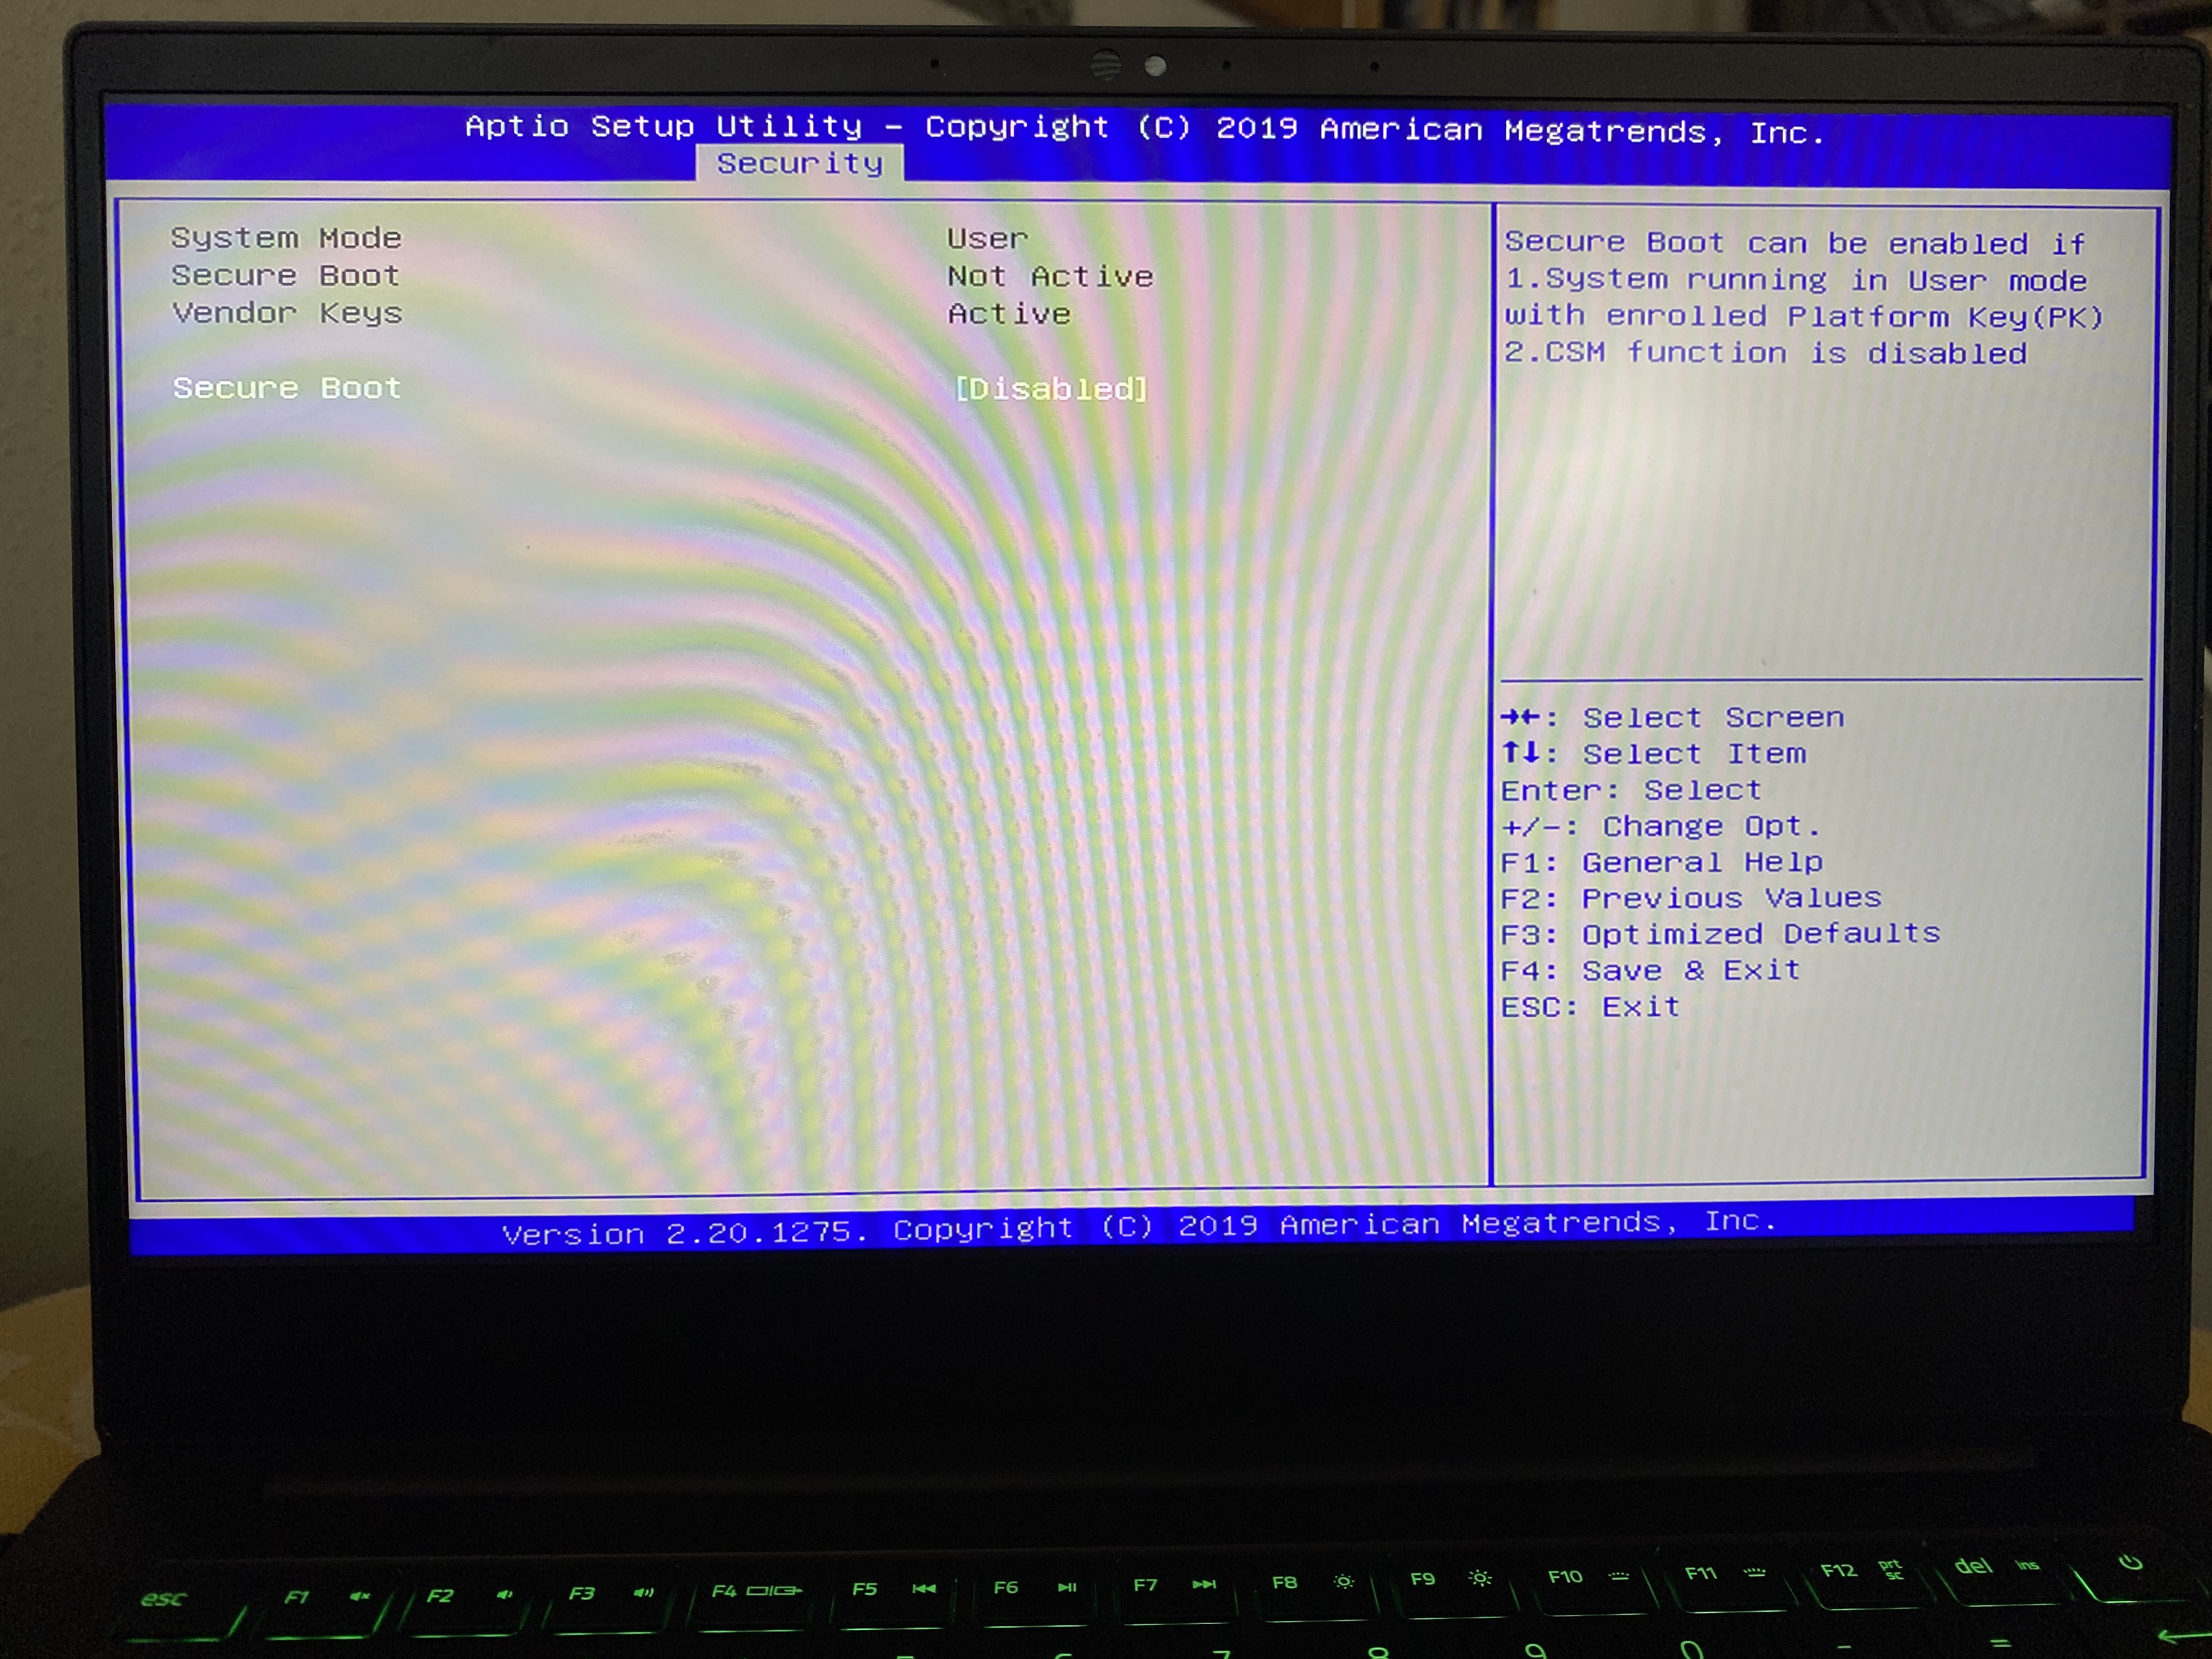 Aptio Setup Utility - Copyright (C) 2019 American Megatrends, Inc.
Security
System Mode User
Secure Boot Not Active
Vendor Keys Active
Secure Boot [Disabled]
Secure Boot can be enabled if
1.System running in User mode
with enrolled Platform Key(PK)
2.CSM function is disabled
→←: Select Screen
↑↓: Select Item
Enter: Select
+/-: Change Opt.
F1: General Help
F2: Previous Values
F3: Optimized Defaults
F4: Save & Exit
ESC: Exit
Version 2.20.1275. Copyright (C) 2019 American Megatrends, Inc.
esc F1 F2 F3 F4 F5 F6 F7 F8 F9 F10 F11 F12 prt sc del ins
7 8 9 0 - =